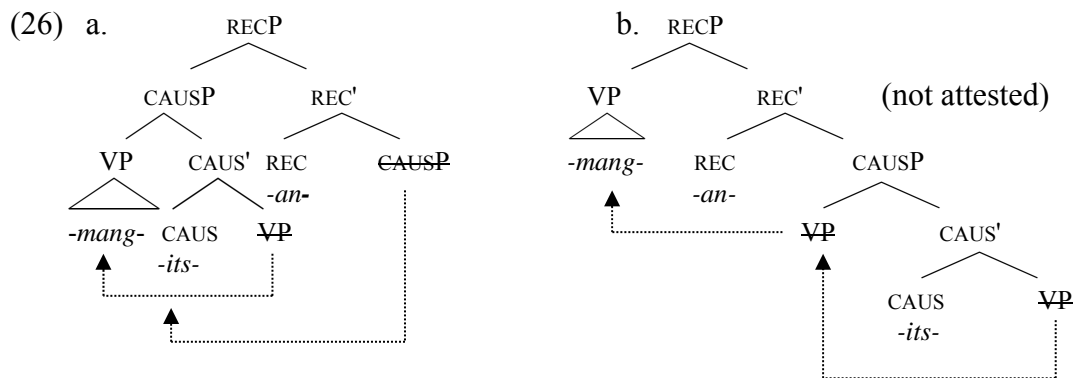 (26) a. RECP b. RECP
CAUSP REC' VP REC' (not attested)
VP CAUS' REC CAUSP -mang- REC CAUSP
-an- -an-
-mang- CAUS VP VP CAUS'
-its-
CAUS VP
-its-